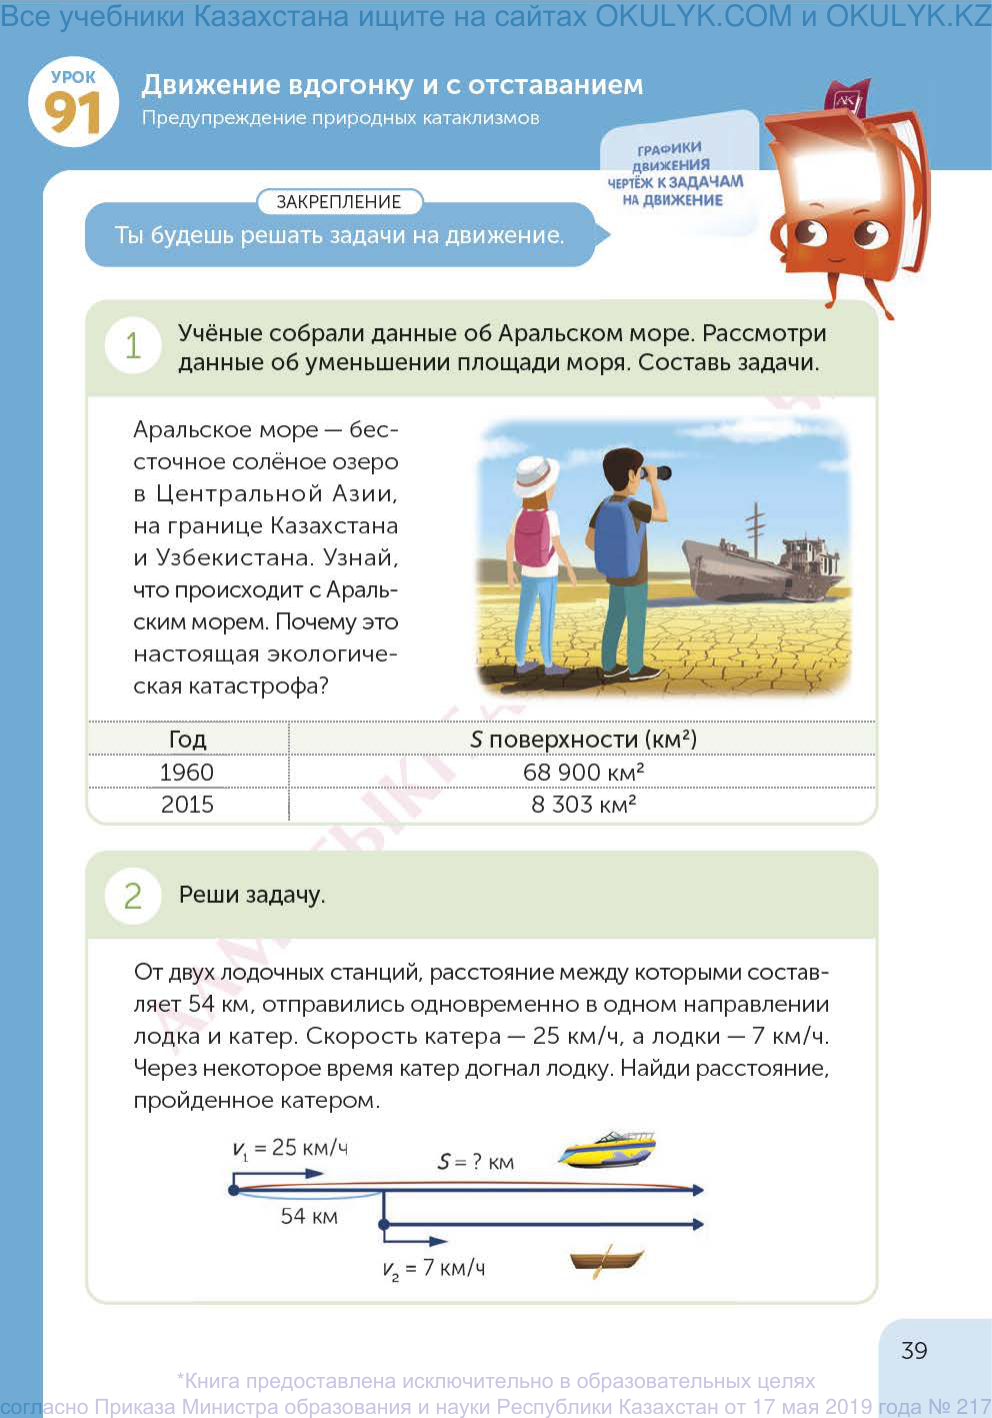 Все учебники Казахстана ищите на сайтах OKULYK.COM и OKULYK.KZ
УРОК
91
Движение вдогонку и с отставанием
Предупреждение природных катаклизмов
АК
ГРАФИКИ
ДВИЖЕНИЯ
ЧЕРТЁЖ К ЗАДАЧАМ
НА ДВИЖЕНИЕ
ЗАКРЕПЛЕНИЕ
Ты будешь решать задачи на движение.
1
Учёные собрали данные об Аральском море. Рассмотри
данные об уменьшении площади моря. Составь задачи.
Аральское море — бес-
сточное солёное озеро
в Центральной Азии,
на границе Казахстана
и Узбекистана. Узнай,
что происходит с Араль-
ским морем. Почему это
настоящая экологиче-
ская катастрофа?
Год S поверхности (км²)
1960 68 900 км²
2015 8 303 км²
2
Реши задачу.
От двух лодочных станций, расстояние между которыми состав-
ляет 54 км, отправились одновременно в одном направлении
лодка и катер. Скорость катера — 25 км/ч, а лодки — 7 км/ч.
Через некоторое время катер догнал лодку. Найди расстояние,
пройденное катером.
v₁ = 25 км/ч
S = ? км
54 км
v₂ = 7 км/ч
39
*Книга предоставлена исключительно в образовательных целях
согласно Приказа Министра образования и науки Республики Казахстан от 17 мая 2019 года № 217